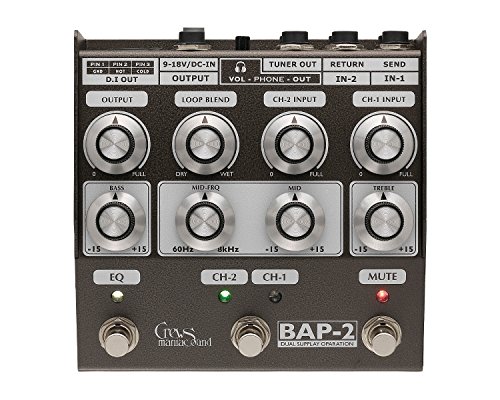 PIN 1 PIN 2 PIN 3
GND HOT COLD
D.I OUT
9-18V/DC-IN
OUTPUT
VOL - PHONE - OUT
TUNER OUT
RETURN
IN-2
SEND
IN-1
OUTPUT
LOOP BLEND
CH-2 INPUT
CH-1 INPUT
0 FULL
DRY WET
0 FULL
0 FULL
BASS
MID-FRQ
MID
TREBLE
-15 +15
60Hz 8kHz
-15 +15
-15 +15
EQ
CH-2
CH-1
MUTE
Crews
maniac sound
BAP-2
DUAL SUPPLAY OPARATION